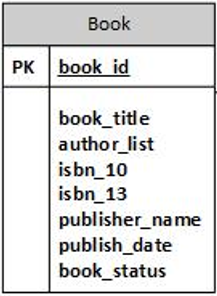 Book
PK book_id
book_title
author_list
isbn_10
isbn_13
publisher_name
publish_date
book_status